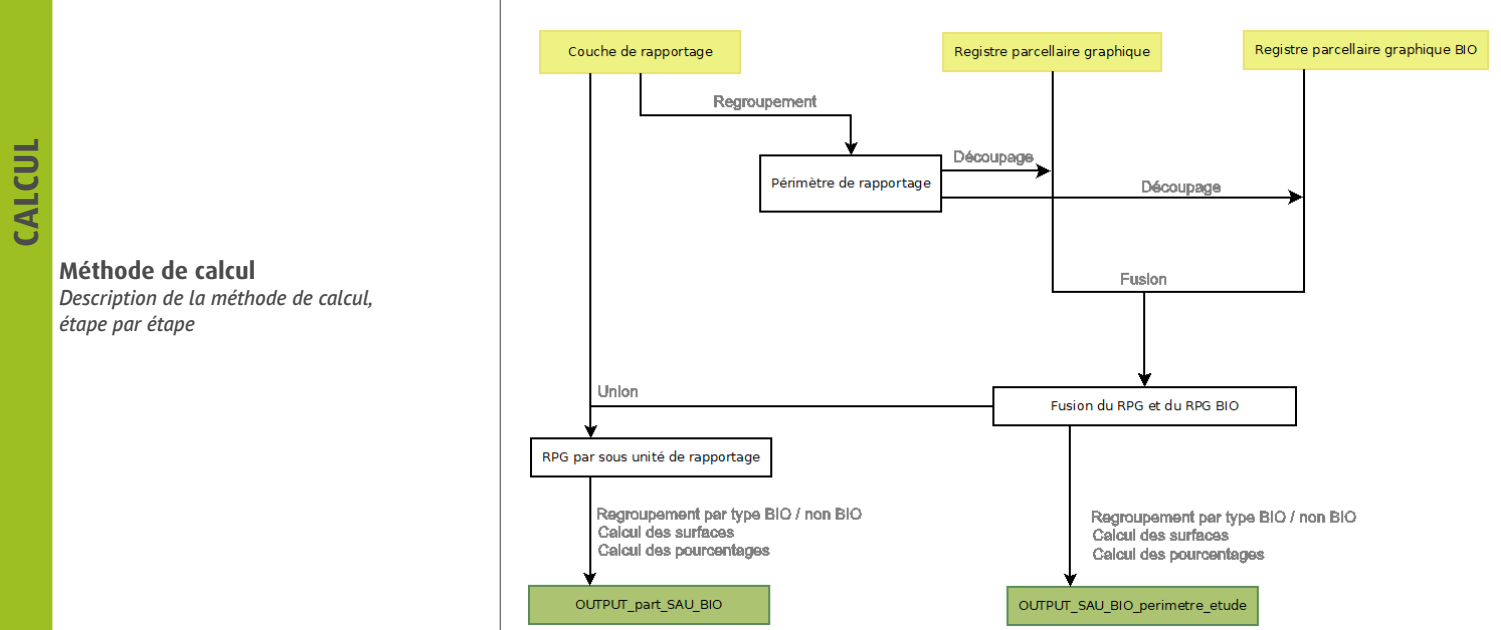 CALCUL
Méthode de calcul
Description de la méthode de calcul,
étape par étape
Couche de rapportage
Registre parcellaire graphique
Registre parcellaire graphique BIO
Regroupement
Périmètre de rapportage
Découpage
Découpage
Fusion
Union
Fusion du RPG et du RPG BIO
RPG par sous unité de rapportage
Regroupement par type BIO / non BIO
Calcul des surfaces
Calcul des pourcentages
Regroupement par type BIO / non BIO
Calcul des surfaces
Calcul des pourcentages
OUTPUT_part_SAU_BIO
OUTPUT_SAU_BIO_perimetre_etude